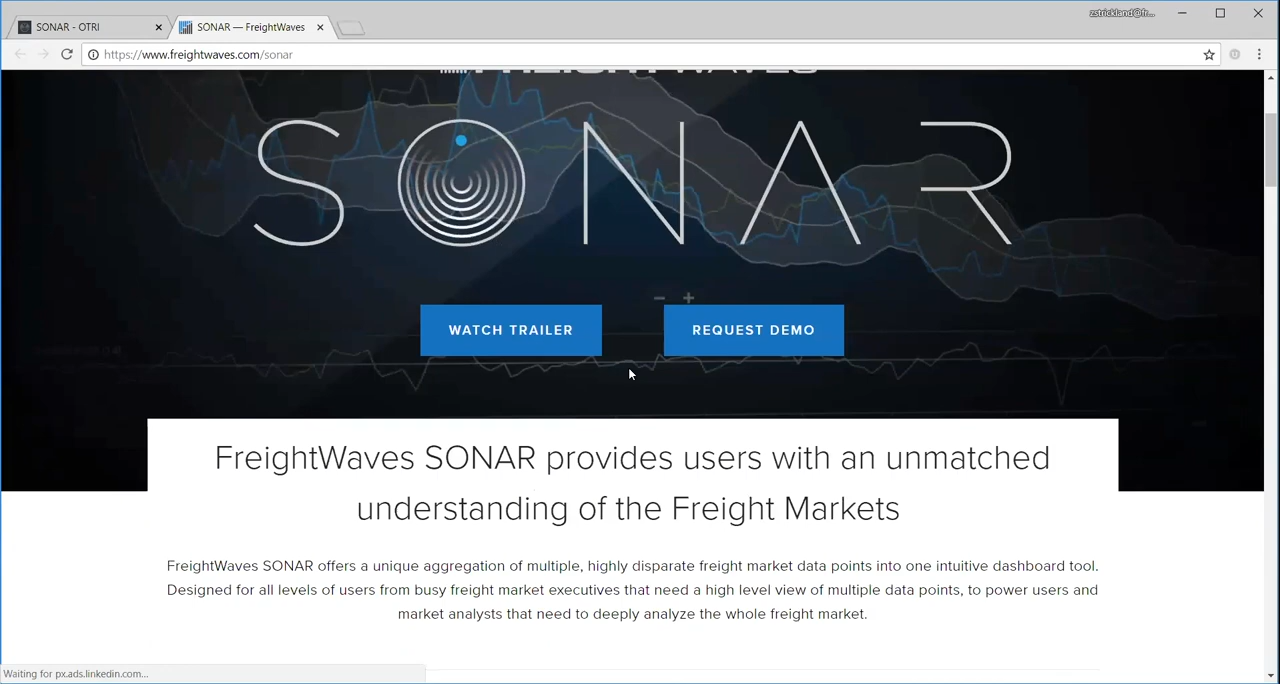 SONAR - OTRI
SONAR — FreightWaves
zstrickland@fr...
https://www.freightwaves.com/sonar
FREIGHTWAVES
SONAR
WATCH TRAILER
REQUEST DEMO
FreightWaves SONAR provides users with an unmatched
understanding of the Freight Markets
FreightWaves SONAR offers a unique aggregation of multiple, highly disparate freight market data points into one intuitive dashboard tool.
Designed for all levels of users from busy freight market executives that need a high level view of multiple data points, to power users and
market analysts that need to deeply analyze the whole freight market.
Waiting for px.ads.linkedin.com...